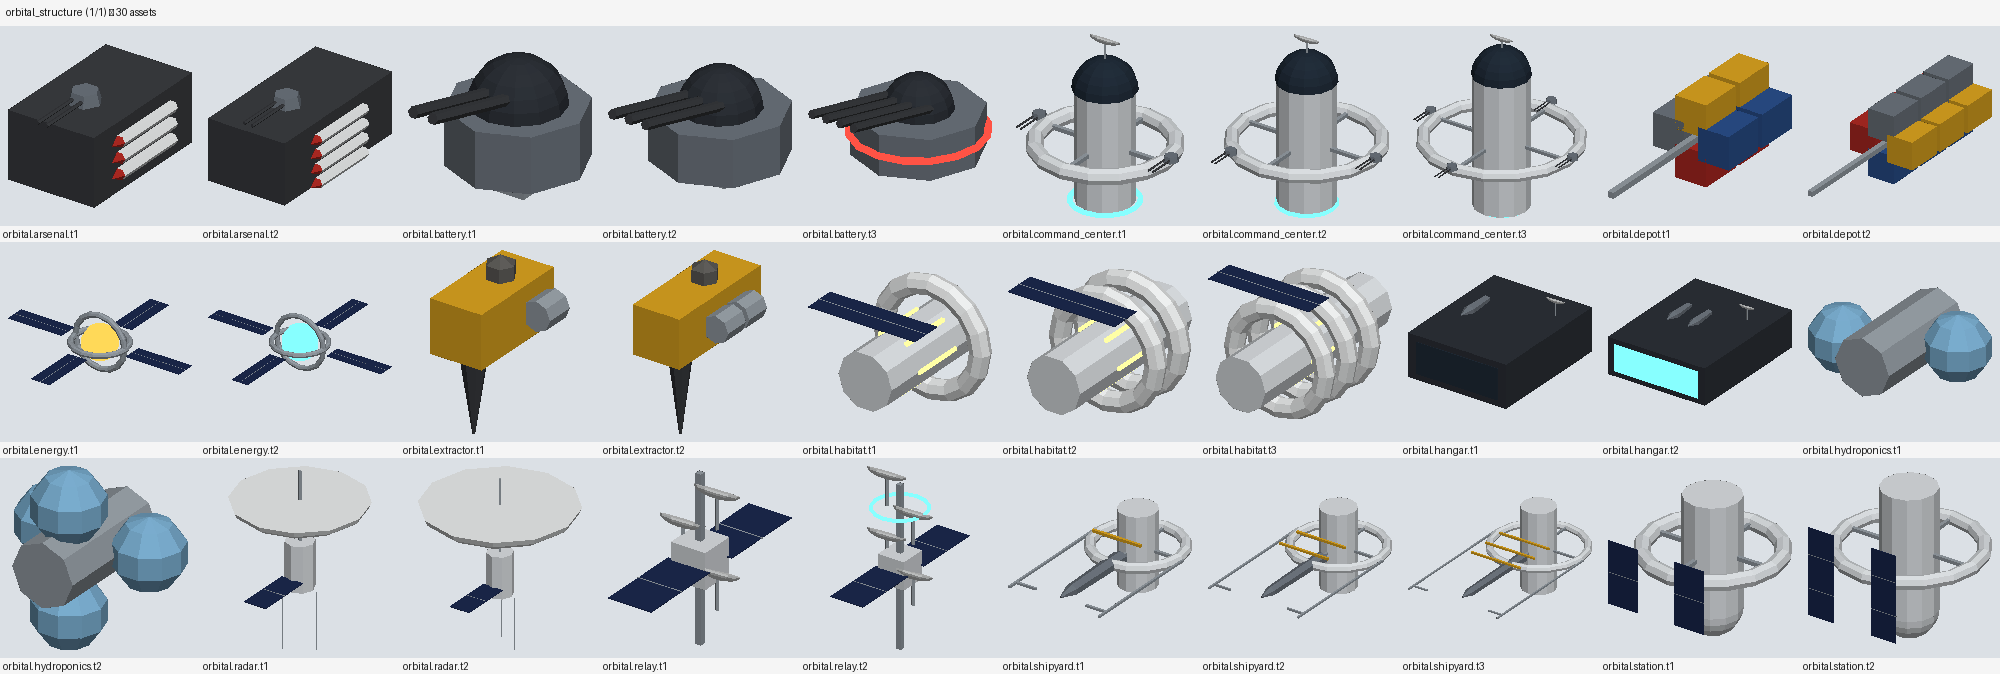 orbital_structure (1/1) ▯ 30 assets
orbital.arsenal.t1 orbital.arsenal.t2 orbital.battery.t1 orbital.battery.t2 orbital.battery.t3 orbital.command_center.t1 orbital.command_center.t2 orbital.command_center.t3 orbital.depot.t1 orbital.depot.t2
orbital.energy.t1 orbital.energy.t2 orbital.extractor.t1 orbital.extractor.t2 orbital.habitat.t1 orbital.habitat.t2 orbital.habitat.t3 orbital.hangar.t1 orbital.hangar.t2 orbital.hydroponics.t1
orbital.hydroponics.t2 orbital.radar.t1 orbital.radar.t2 orbital.relay.t1 orbital.relay.t2 orbital.shipyard.t1 orbital.shipyard.t2 orbital.shipyard.t3 orbital.station.t1 orbital.station.t2